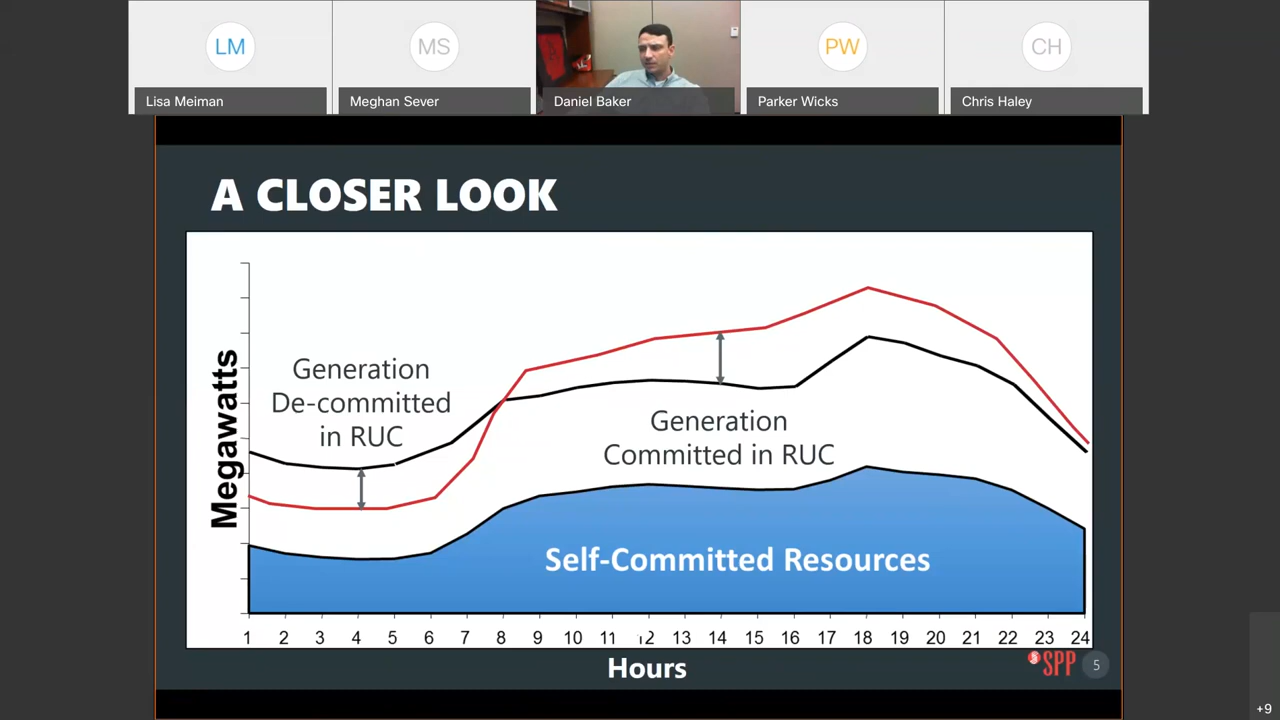 LM
MS
PW
CH
Lisa Meiman
Meghan Sever
Daniel Baker
Parker Wicks
Chris Haley
A CLOSER LOOK
Megawatts
Generation
De-committed
in RUC
Generation
Committed in RUC
Self-Committed Resources
1 2 3 4 5 6 7 8 9 10 11 12 13 14 15 16 17 18 19 20 21 22 23 24
Hours
SPP
5
+9